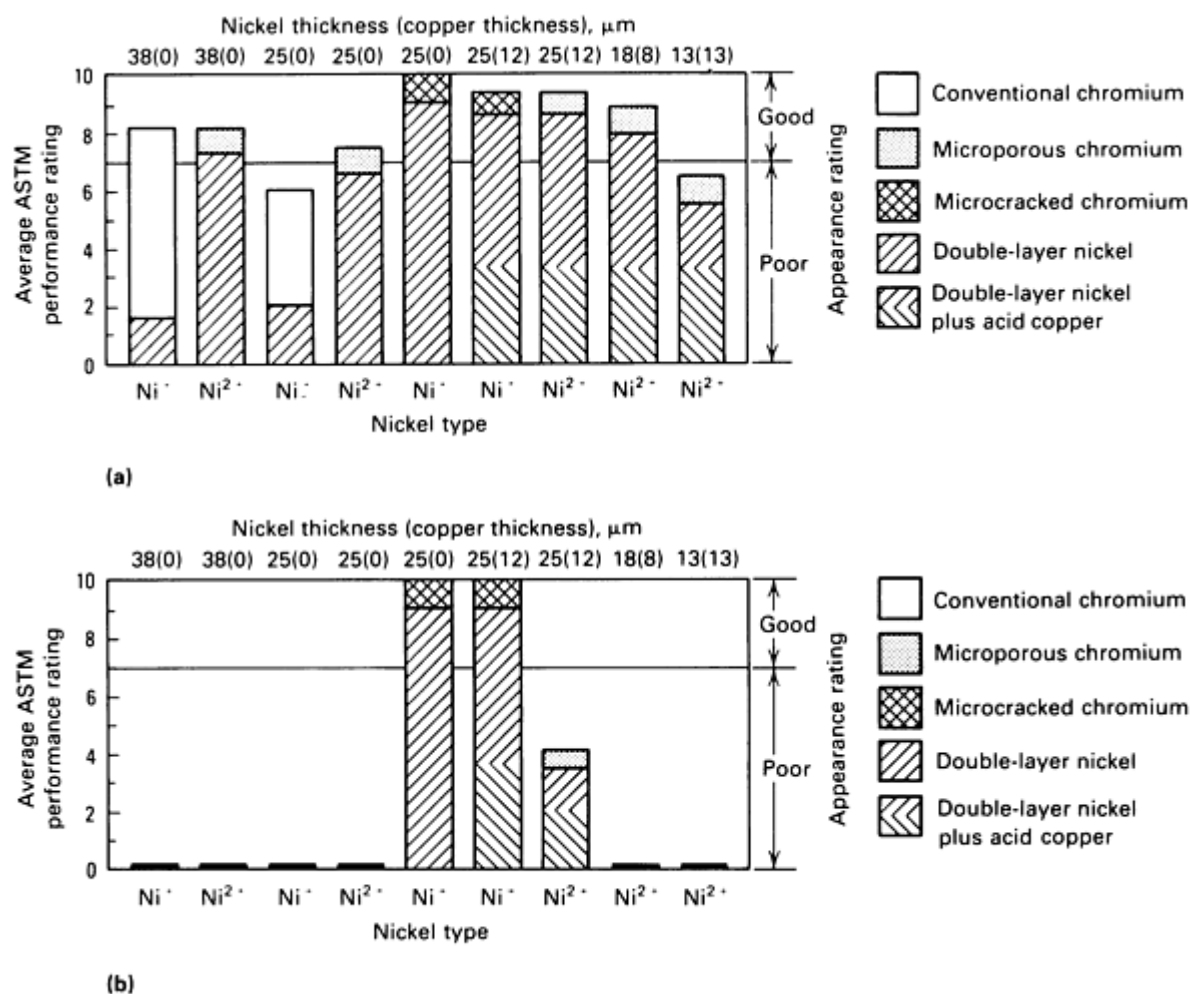 Nickel thickness (copper thickness), μm
38(0) 38(0) 25(0) 25(0) 25(0) 25(12) 25(12) 18(8) 13(13)
10
8
6
4
2
0
Average ASTM
performance rating
Good
Poor
Appearance rating
Conventional chromium
Microporous chromium
Microcracked chromium
Double-layer nickel
Double-layer nickel
plus acid copper
Ni⁺ Ni²⁺ Ni⁺ Ni²⁺ Ni⁺ Ni⁺ Ni²⁺ Ni²⁺ Ni²⁺
Nickel type
(a)
Nickel thickness (copper thickness), μm
38(0) 38(0) 25(0) 25(0) 25(0) 25(12) 25(12) 18(8) 13(13)
10
8
6
4
2
0
Average ASTM
performance rating
Good
Poor
Appearance rating
Conventional chromium
Microporous chromium
Microcracked chromium
Double-layer nickel
Double-layer nickel
plus acid copper
Ni⁺ Ni²⁺ Ni⁺ Ni²⁺ Ni⁺ Ni⁺ Ni²⁺ Ni²⁺ Ni²⁺
Nickel type
(b)